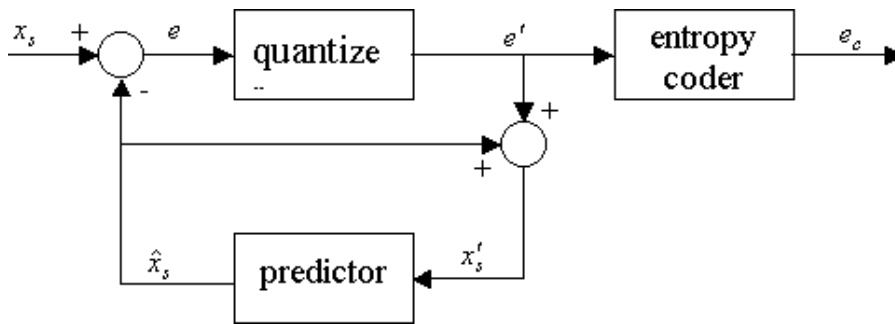 x_s + e quantize e' entropy coder e_c
- ..
+
+
x̂_s predictor x'_s